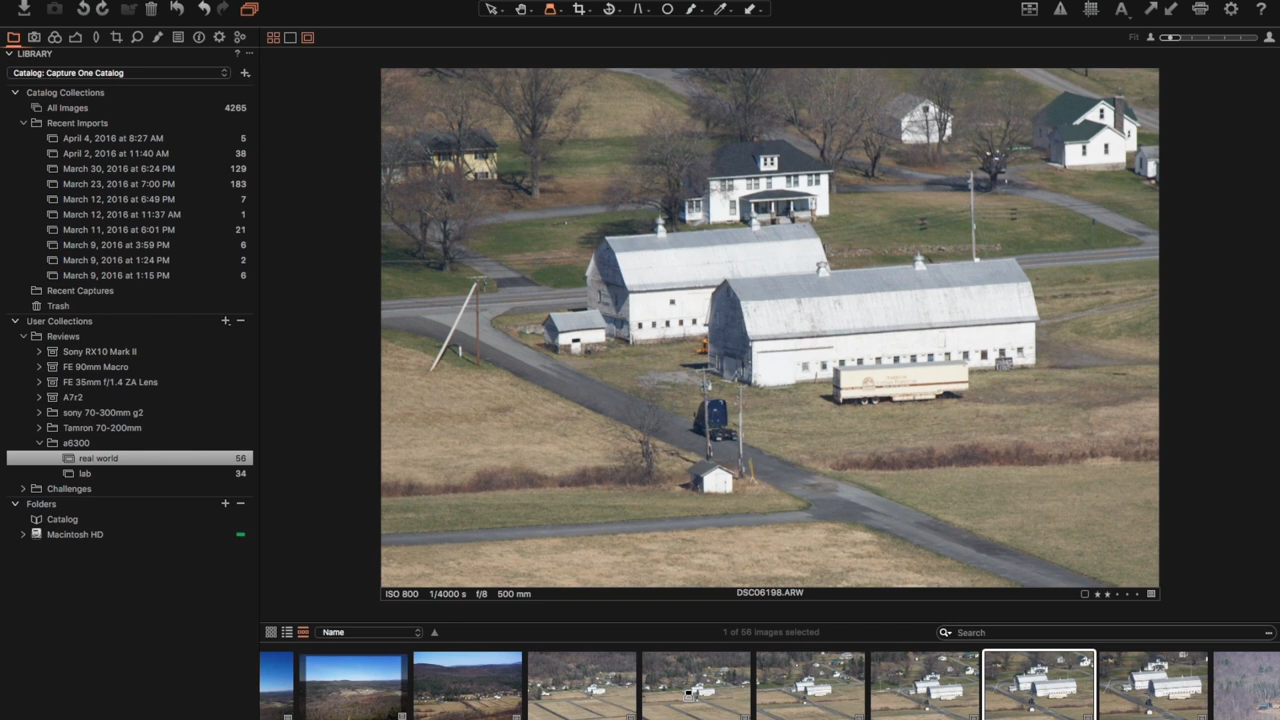 Fit
LIBRARY ? ...
Catalog: Capture One Catalog
Catalog Collections
All Images 4265
Recent Imports
April 4, 2016 at 8:27 AM 5
April 2, 2016 at 11:40 AM 38
March 30, 2016 at 6:24 PM 129
March 23, 2016 at 7:00 PM 183
March 12, 2016 at 6:49 PM 7
March 12, 2016 at 11:37 AM 1
March 11, 2016 at 6:01 PM 21
March 9, 2016 at 3:59 PM 6
March 9, 2016 at 1:24 PM 2
March 9, 2016 at 1:15 PM 6
Recent Captures
Trash
User Collections
Reviews
Sony RX10 Mark II
FE 90mm Macro
FE 35mm f/1.4 ZA Lens
A7r2
sony 70-300mm g2
Tamron 70-200mm
a6300
real world 56
lab 34
Challenges
Folders
Catalog
Macintosh HD
ISO 800 1/4000 s f/8 500 mm DSC06198.ARW
Name 1 of 56 images selected Search